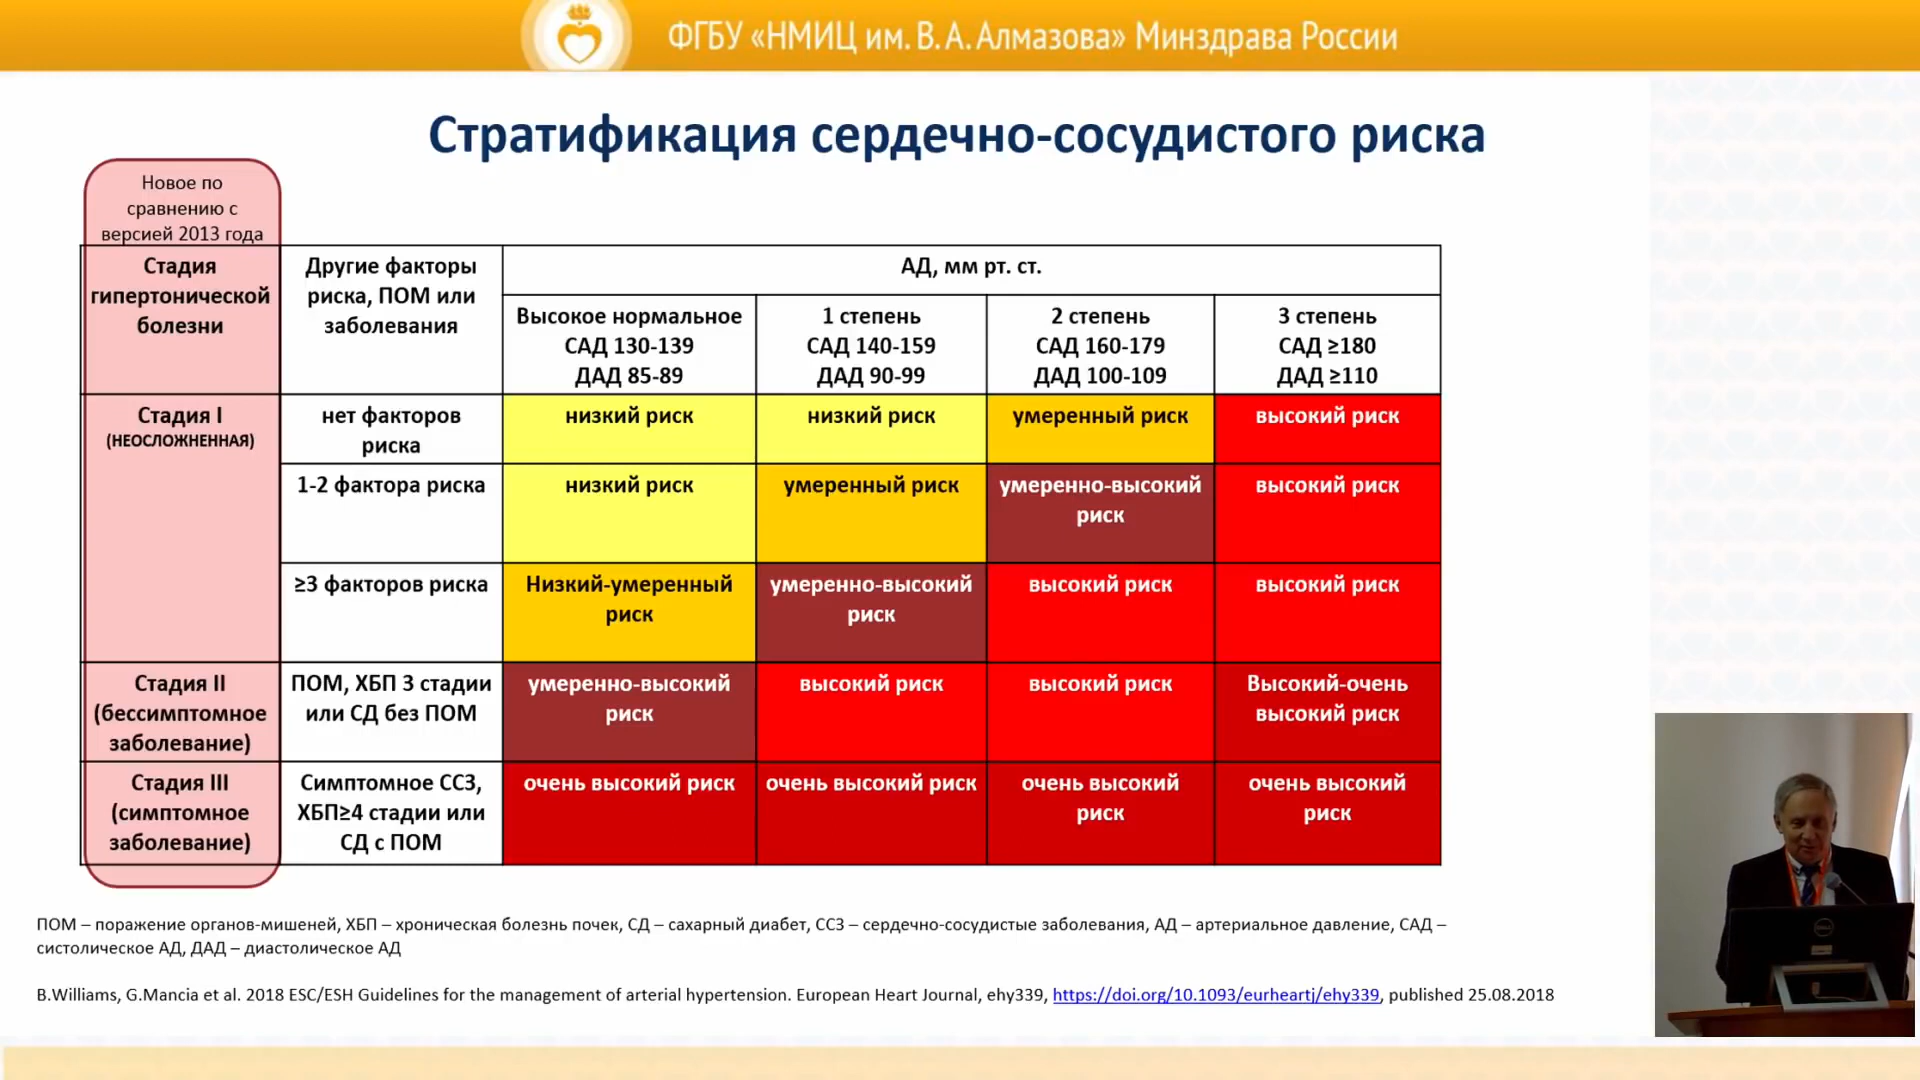 ФГБУ «НМИЦ им. В. А. Алмазова» Минздрава России
Стратификация сердечно-сосудистого риска
Новое по
сравнению с
версией 2013 года
Стадия
гипертонической
болезни
Другие факторы
риска, ПОМ или
заболевания
АД, мм рт. ст.
Высокое нормальное
САД 130-139
ДАД 85-89
1 степень
САД 140-159
ДАД 90-99
2 степень
САД 160-179
ДАД 100-109
3 степень
САД ≥180
ДАД ≥110
Стадия I
(НЕОСЛОЖНЕННАЯ)
нет факторов
риска
низкий риск
низкий риск
умеренный риск
высокий риск
1-2 фактора риска
низкий риск
умеренный риск
умеренно-высокий
риск
высокий риск
≥3 факторов риска
Низкий-умеренный
риск
умеренно-высокий
риск
высокий риск
высокий риск
Стадия II
(бессимптомное
заболевание)
ПОМ, ХБП 3 стадии
или СД без ПОМ
умеренно-высокий
риск
высокий риск
высокий риск
Высокий-очень
высокий риск
Стадия III
(симптомное
заболевание)
Симптомное ССЗ,
ХБП≥4 стадии или
СД с ПОМ
очень высокий риск
очень высокий риск
очень высокий
риск
очень высокий
риск
ПОМ – поражение органов-мишеней, ХБП – хроническая болезнь почек, СД – сахарный диабет, ССЗ – сердечно-сосудистые заболевания, АД – артериальное давление, САД –
систолическое АД, ДАД – диастолическое АД
B.Williams, G.Mancia et al. 2018 ESC/ESH Guidelines for the management of arterial hypertension. European Heart Journal, ehy339, https://doi.org/10.1093/eurheartj/ehy339, published 25.08.2018
DELL